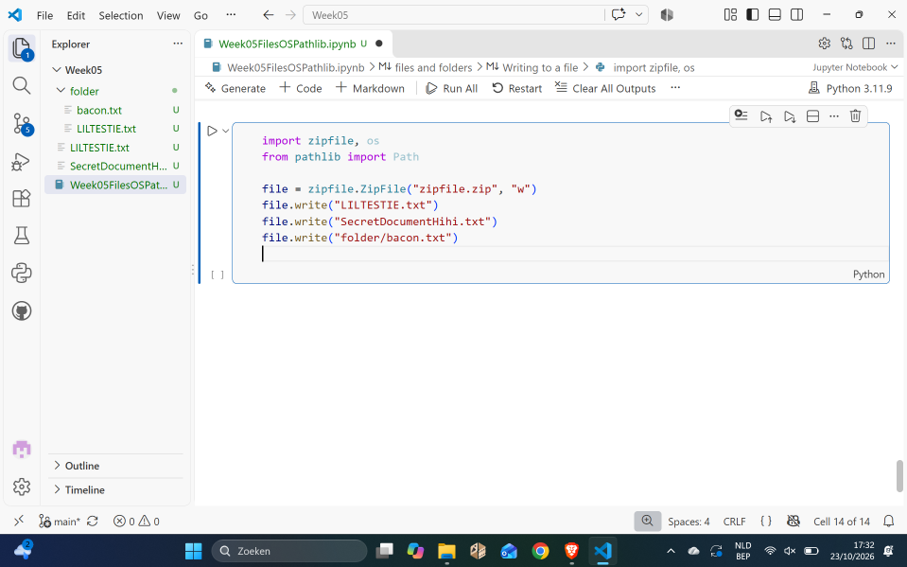 File Edit Selection View Go ··· Week05
Explorer ···
Week05
folder
bacon.txt U
LILTESTIE.txt U
LILTESTIE.txt U
SecretDocumentH... U
Week05FilesOSPat... U
Outline
Timeline
Week05FilesOSPathlib.ipynb U
Week05FilesOSPathlib.ipynb > M↓ files and folders > M↓ Writing to a file > import zipfile, os
Jupyter Notebook
Generate + Code + Markdown Run All Restart Clear All Outputs ··· Python 3.11.9
import zipfile, os
from pathlib import Path
file = zipfile.ZipFile("zipfile.zip", "w")
file.write("LILTESTIE.txt")
file.write("SecretDocumentHihi.txt")
file.write("folder/bacon.txt")
[ ]
Python
1
5
main* 0 0 Spaces: 4 CRLF { } Cell 14 of 14
2
Zoeken
NLD
BEP
17:32
23/10/2026